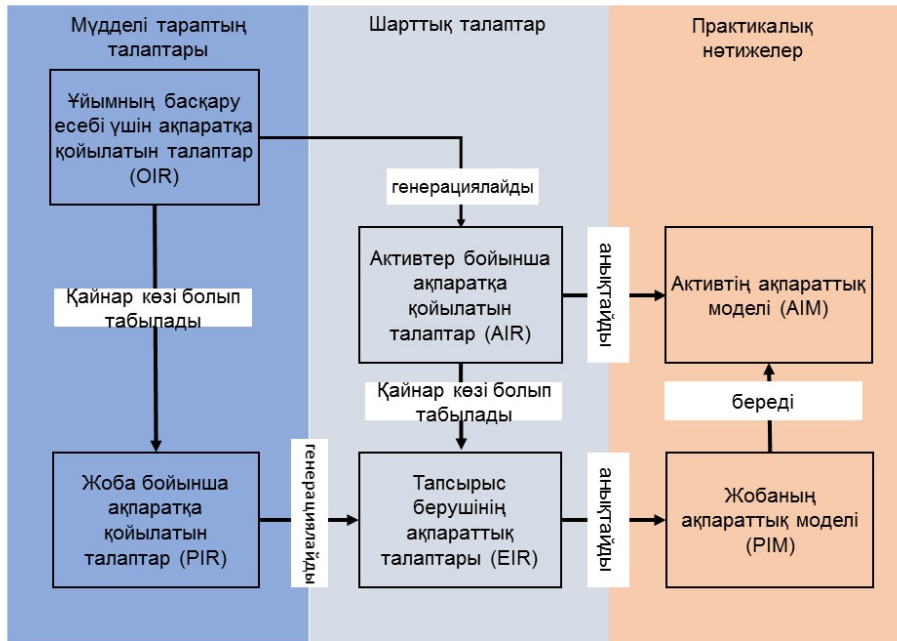 Мүдделі тараптың
талаптары
Шарттық талаптар
Практикалық
нәтижелер
Ұйымның басқару
есебі үшін ақпаратқа
қойылатын талаптар
(OIR)
генерациялайды
Қайнар көзі болып
табылады
Активтер бойынша
ақпаратқа
қойылатын
талаптар (AIR)
анықтайды
Активтің ақпараттық
моделі (AIM)
Қайнар көзі болып
табылады
береді
Жоба бойынша
ақпаратқа
қойылатын
талаптар (PIR)
генерациялайды
Тапсырыс
берушінің
ақпараттық
талаптары (EIR)
анықтайды
Жобаның
ақпараттық моделі
(PIM)